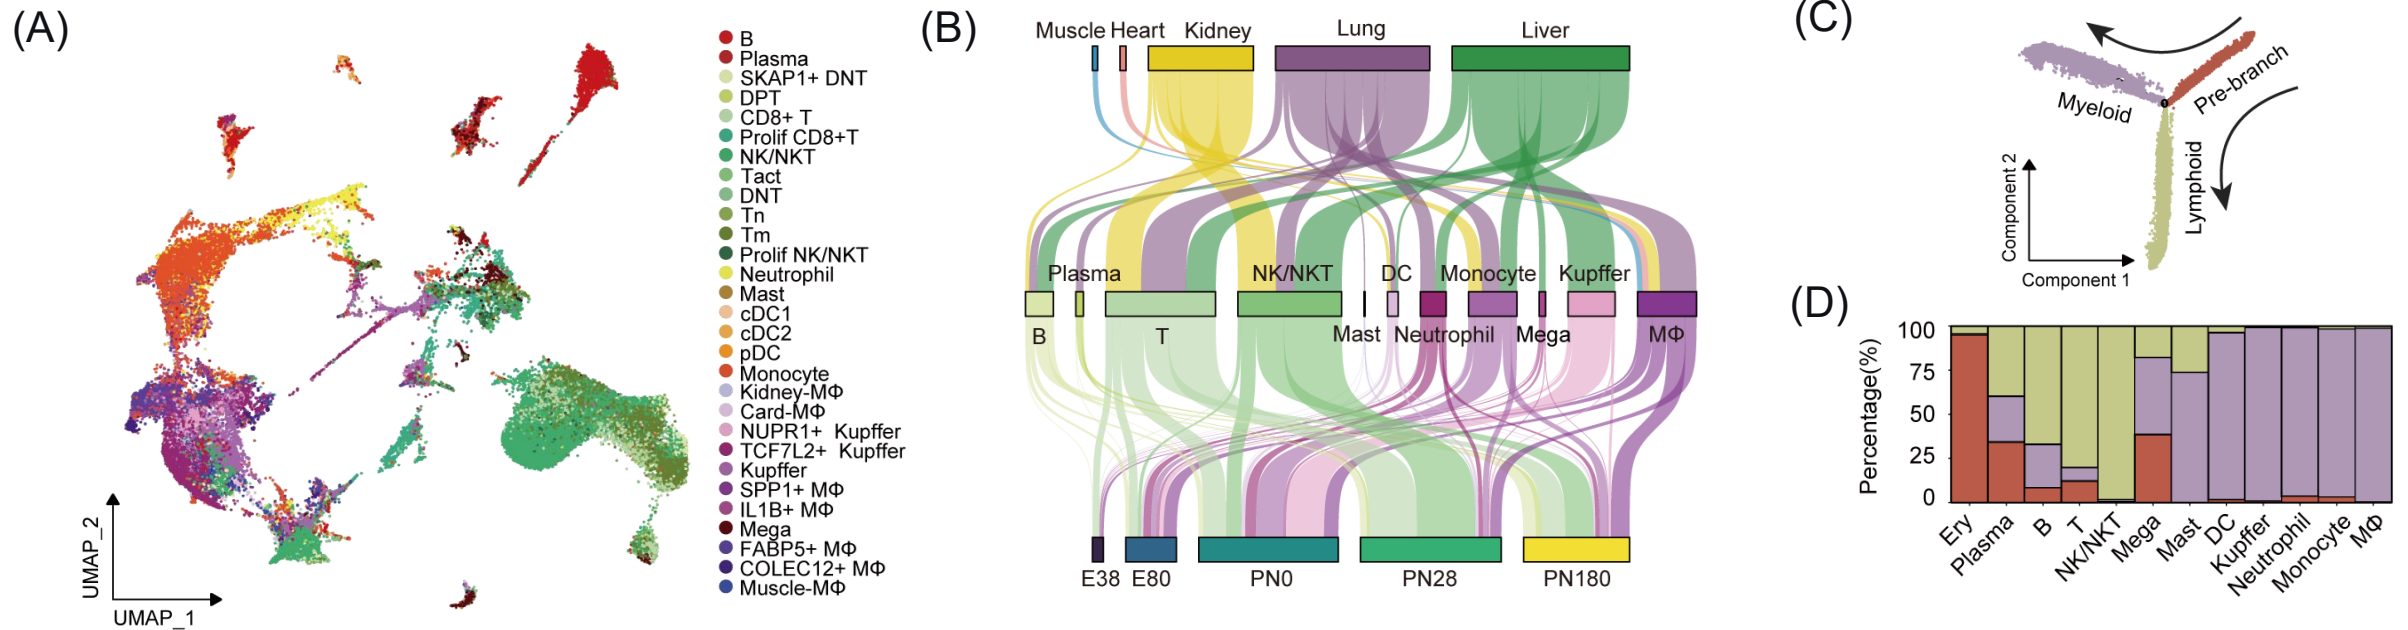 (A)
B
Plasma
SKAP1+ DNT
DPT
CD8+ T
Prolif CD8+T
NK/NKT
Tact
DNT
Tn
Tm
Prolif NK/NKT
Neutrophil
Mast
cDC1
cDC2
pDC
Monocyte
Kidney-MΦ
Card-MΦ
NUPR1+ Kupffer
TCF7L2+ Kupffer
Kupffer
SPP1+ MΦ
IL1B+ MΦ
Mega
FABP5+ MΦ
COLEC12+ MΦ
Muscle-MΦ
UMAP_2
UMAP_1
(B)
Muscle Heart Kidney Lung Liver
Plasma NK/NKT DC Monocyte Kupffer
B T Mast Neutrophil Mega MΦ
E38 E80 PN0 PN28 PN180
(C)
Myeloid
Pre-branch
Lymphoid
Component 2
Component 1
(D)
Percentage(%)
100
75
50
25
0
Ery
Plasma
B
T
NK/NKT
Mega
Mast
DC
Kupffer
Neutrophil
Monocyte
MΦ